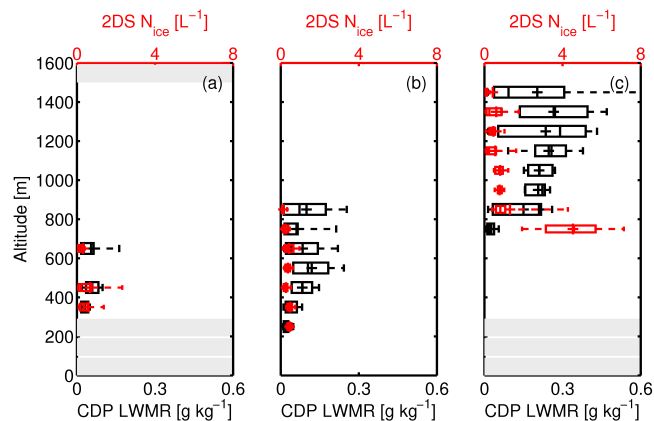 2DS N_ice [L⁻¹] 2DS N_ice [L⁻¹] 2DS N_ice [L⁻¹]
0 4 8 0 4 8 0 4 8
1600
(a) (b) (c)
1400
1200
1000
Altitude [m]
800
600
400
200
0
0 0.3 0.6 0 0.3 0.6 0 0.3 0.6
CDP LWMR [g kg⁻¹] CDP LWMR [g kg⁻¹] CDP LWMR [g kg⁻¹]